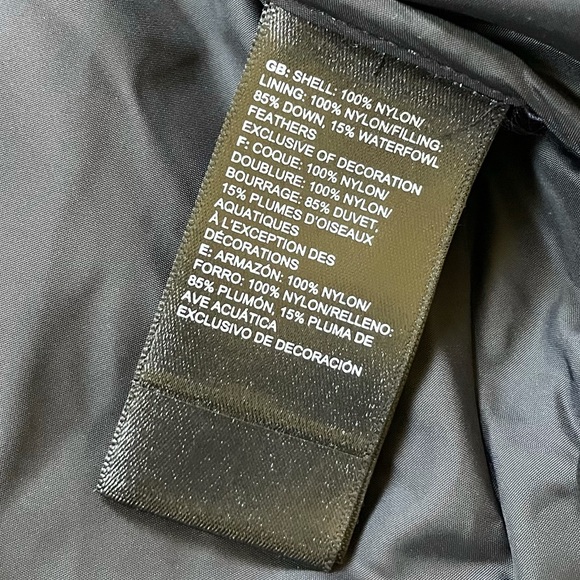 GB: SHELL: 100% NYLON/
LINING: 100% NYLON/FILLING:
85% DOWN, 15% WATERFOWL
FEATHERS
EXCLUSIVE OF DECORATION
F: COQUE: 100% NYLON/
DOUBLURE: 100% NYLON/
BOURRAGE: 85% DUVET,
15% PLUMES D'OISEAUX
AQUATIQUES
À L'EXCEPTION DES
DÉCORATIONS
E: ARMAZÓN: 100% NYLON/
FORRO: 100% NYLON/RELLENO:
85% PLUMÓN, 15% PLUMA DE
AVE ACUÁTICA
EXCLUSIVO DE DECORACIÓN